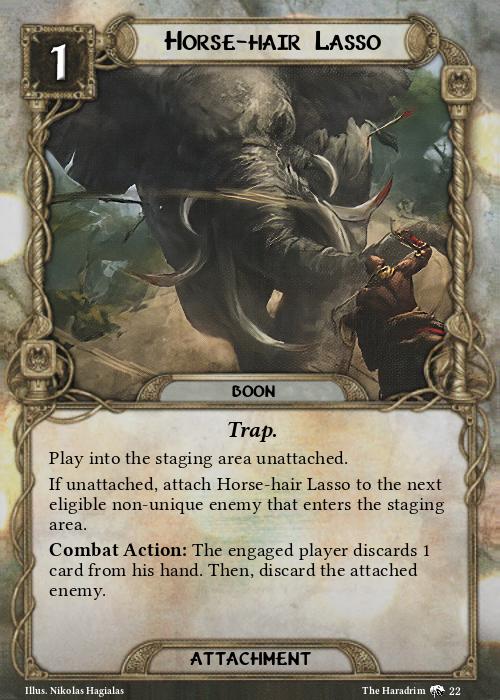 Horse-hair Lasso
1
BOON
Trap.
Play into the staging area unattached.
If unattached, attach Horse-hair Lasso to the next
eligible non-unique enemy that enters the staging
area.
Combat Action: The engaged player discards 1
card from his hand. Then, discard the attached
enemy.
ATTACHMENT
Illus. Nikolas Hagialas
The Haradrim 22